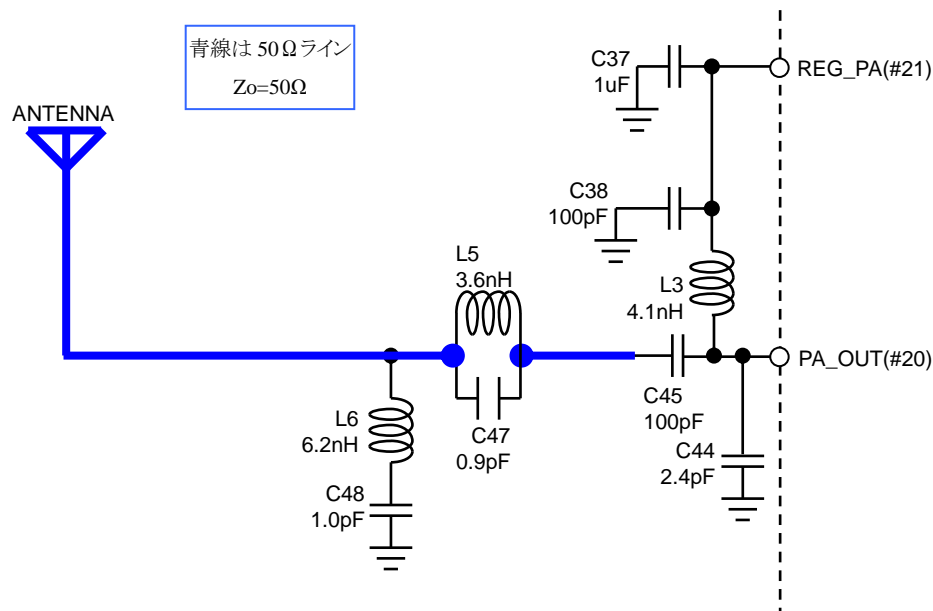 青線は 50Ωライン
Zo=50Ω
ANTENNA
C37
1uF
REG_PA(#21)
C38
100pF
L5
3.6nH
L3
4.1nH
PA_OUT(#20)
C45
100pF
L6
6.2nH
C47
0.9pF
C44
2.4pF
C48
1.0pF